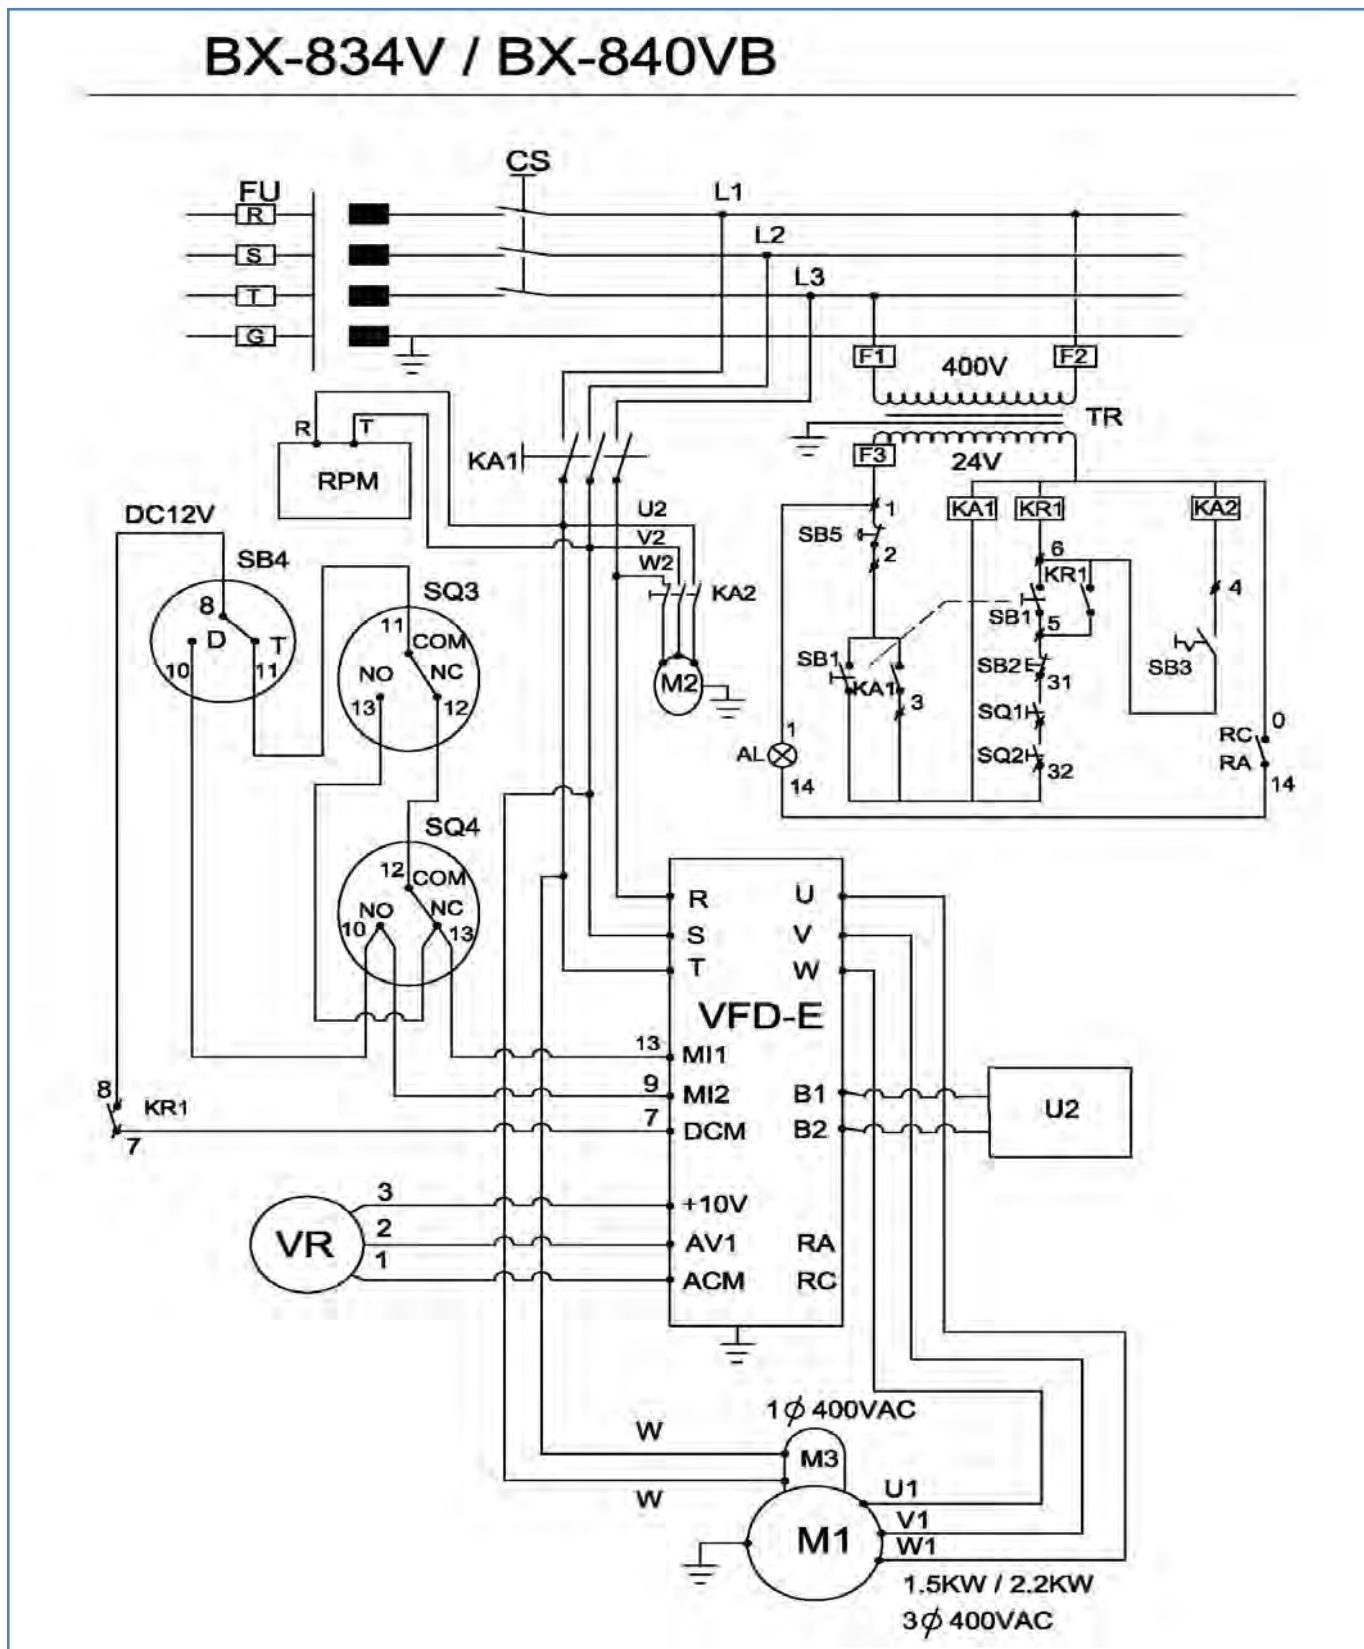 BX-834V / BX-840VB
CS
FU
R
L1
S
L2
T
L3
G
F1
400V
F2
TR
R
T
KA1
F3
24V
RPM
DC12V
U2
1
KA1
KR1
KA2
SB5
V2
SB4
2
6
W2
SQ3
KA2
KR1
4
8
11
COM
SB1
5
D
T
NO
NC
SB1
SB2
SB3
10
11
M2
KA1
31
13
12
3
SQ1
0
1
RC
AL
SQ2
32
RA
14
14
SQ4
12
COM
NO
NC
R
U
10
13
S
V
T
W
VFD-E
13
MI1
8
9
MI2
B1
KR1
U2
7
7
DCM
B2
3
+10V
VR
2
AV1
RA
1
ACM
RC
1ϕ 400VAC
W
M3
U1
W
V1
M1
W1
1.5KW / 2.2KW
3ϕ 400VAC